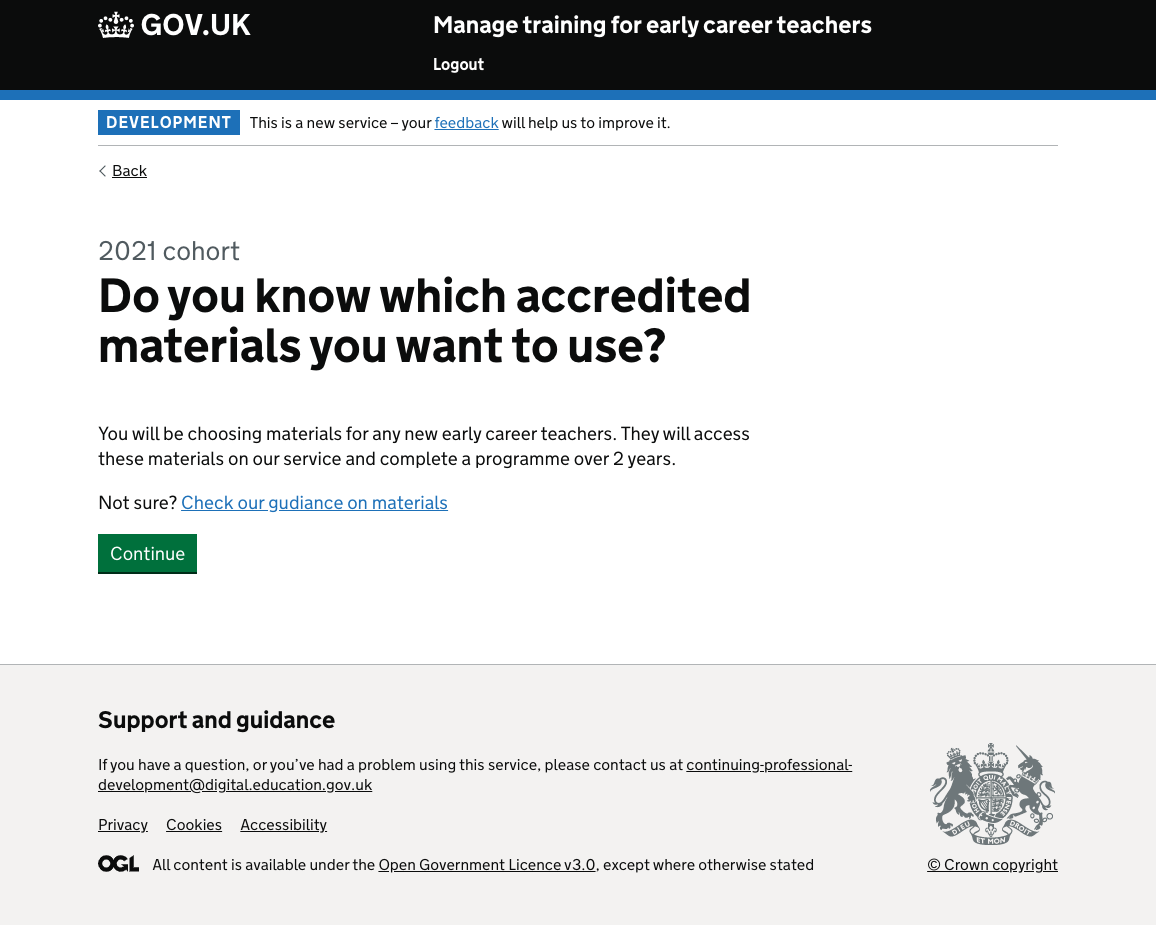 GOV.UK
Manage training for early career teachers
Logout
DEVELOPMENT This is a new service – your feedback will help us to improve it.
Back
2021 cohort
Do you know which accredited
materials you want to use?
You will be choosing materials for any new early career teachers. They will access
these materials on our service and complete a programme over 2 years.
Not sure? Check our gudiance on materials
Continue
Support and guidance
If you have a question, or you’ve had a problem using this service, please contact us at continuing-professional-
development@digital.education.gov.uk
Privacy Cookies Accessibility
OGL All content is available under the Open Government Licence v3.0, except where otherwise stated
DIEU ET MON DROIT
© Crown copyright